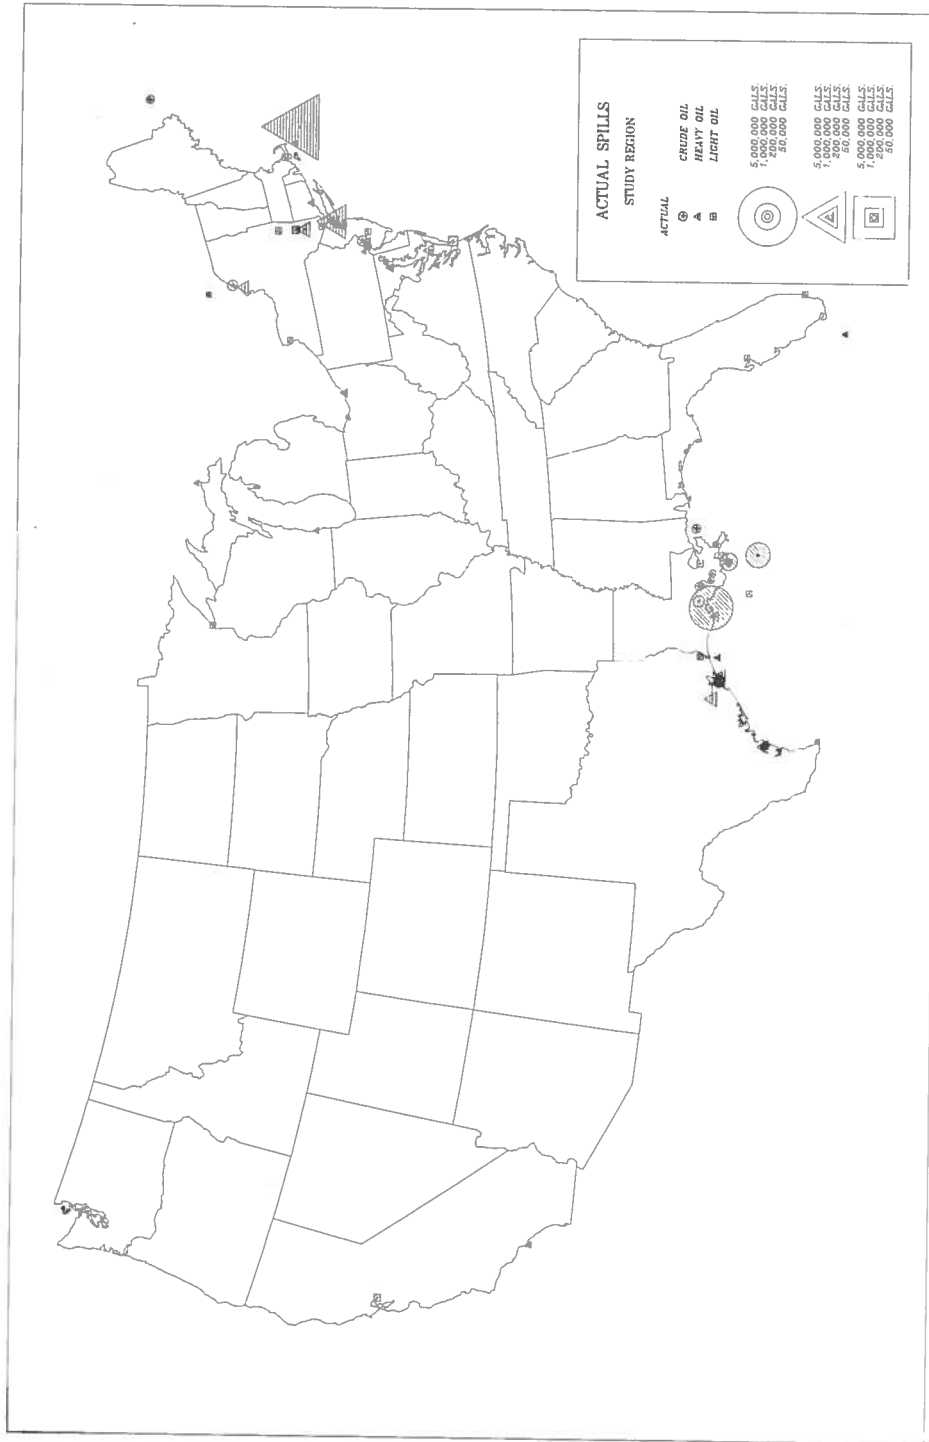 ACTUAL SPILLS
STUDY REGION
ACTUAL
CRUDE OIL
HEAVY OIL
LIGHT OIL
5,000,000 GALS.
1,000,000 GALS.
200,000 GALS.
50,000 GALS.
5,000,000 GALS.
1,000,000 GALS.
200,000 GALS.
50,000 GALS.
5,000,000 GALS.
1,000,000 GALS.
200,000 GALS.
50,000 GALS.